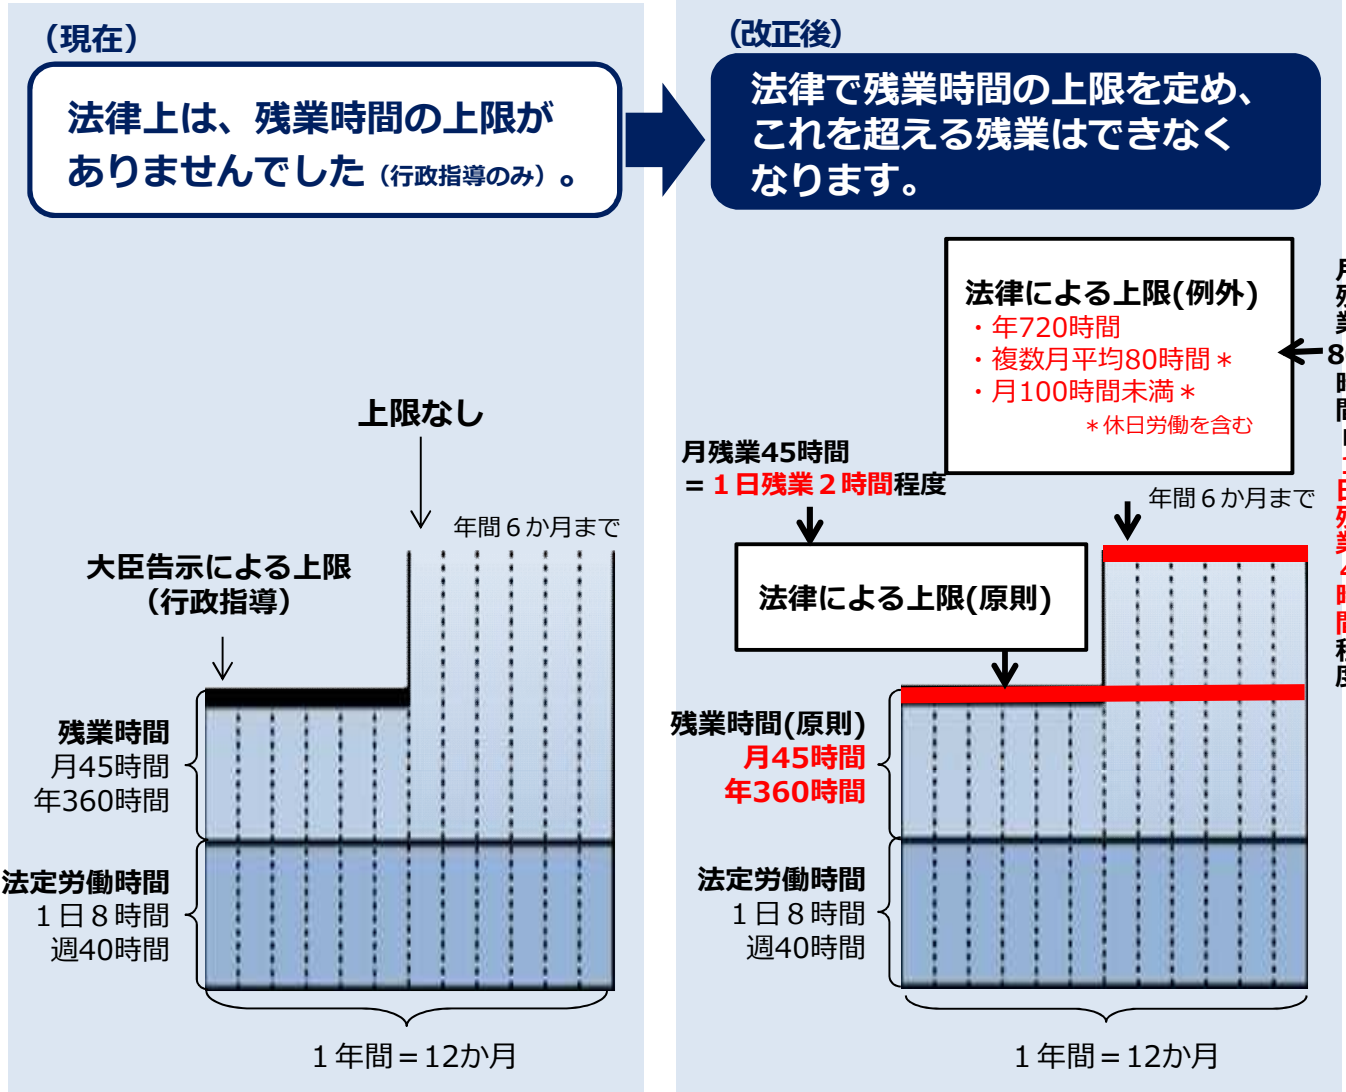 （現在）
法律上は、残業時間の上限が
ありませんでした（行政指導のみ）。
上限なし
年間６か月まで
大臣告示による上限
（行政指導）
残業時間
月45時間
年360時間
法定労働時間
１日８時間
週40時間
１年間＝12か月
（改正後）
法律で残業時間の上限を定め、
これを超える残業はできなく
なります。
法律による上限(例外)
・年720時間
・複数月平均80時間＊
・月100時間未満＊
＊休日労働を含む
月残業45時間
＝１日残業２時間程度
年間６か月まで
法律による上限(原則)
残業時間(原則)
月45時間
年360時間
法定労働時間
１日８時間
週40時間
１年間＝12か月